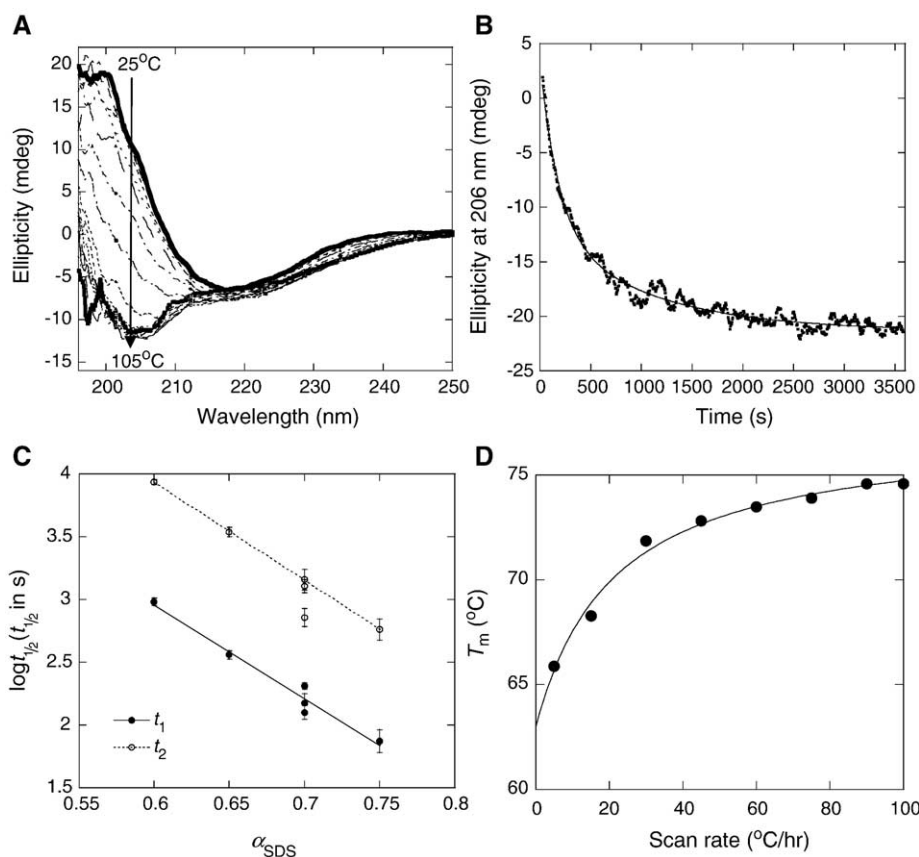 A
25°C
105°C
20
15
10
5
0
-5
-10
-15
Ellipticity (mdeg)
200 210 220 230 240 250
Wavelength (nm)
B
5
0
-5
-10
-15
-20
-25
Ellipticity at 206 nm (mdeg)
0 500 1000 1500 2000 2500 3000 3500
Time (s)
C
4
3.5
3
2.5
2
1.5
log t1/2 (t1/2 in s)
t1
t2
0.55 0.6 0.65 0.7 0.75 0.8
αSDS
D
75
70
65
60
Tm (°C)
0 20 40 60 80 100
Scan rate (°C/hr)